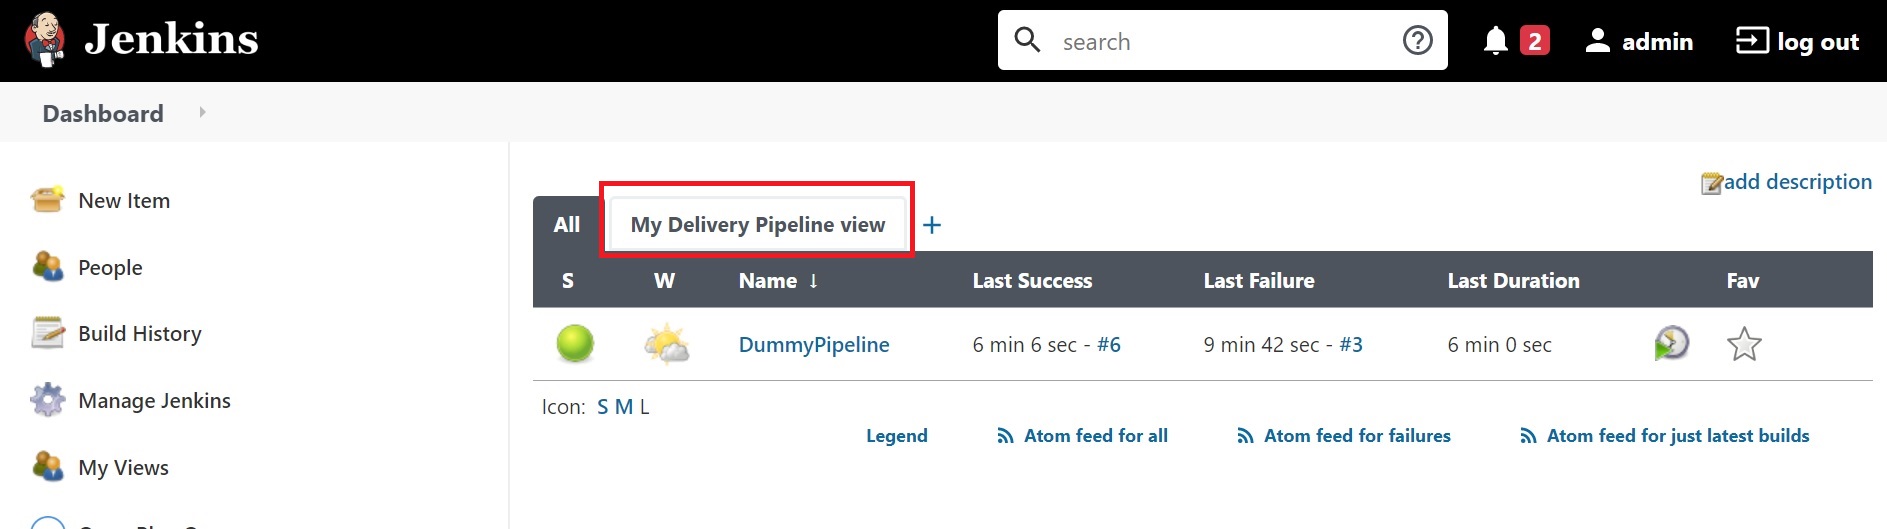 Jenkins
search
2
admin
log out
Dashboard
New Item
People
Build History
Manage Jenkins
My Views
add description
All
My Delivery Pipeline view
+
S W Name ↓ Last Success Last Failure Last Duration Fav
DummyPipeline 6 min 6 sec - #6 9 min 42 sec - #3 6 min 0 sec
Icon: S M L
Legend Atom feed for all Atom feed for failures Atom feed for just latest builds